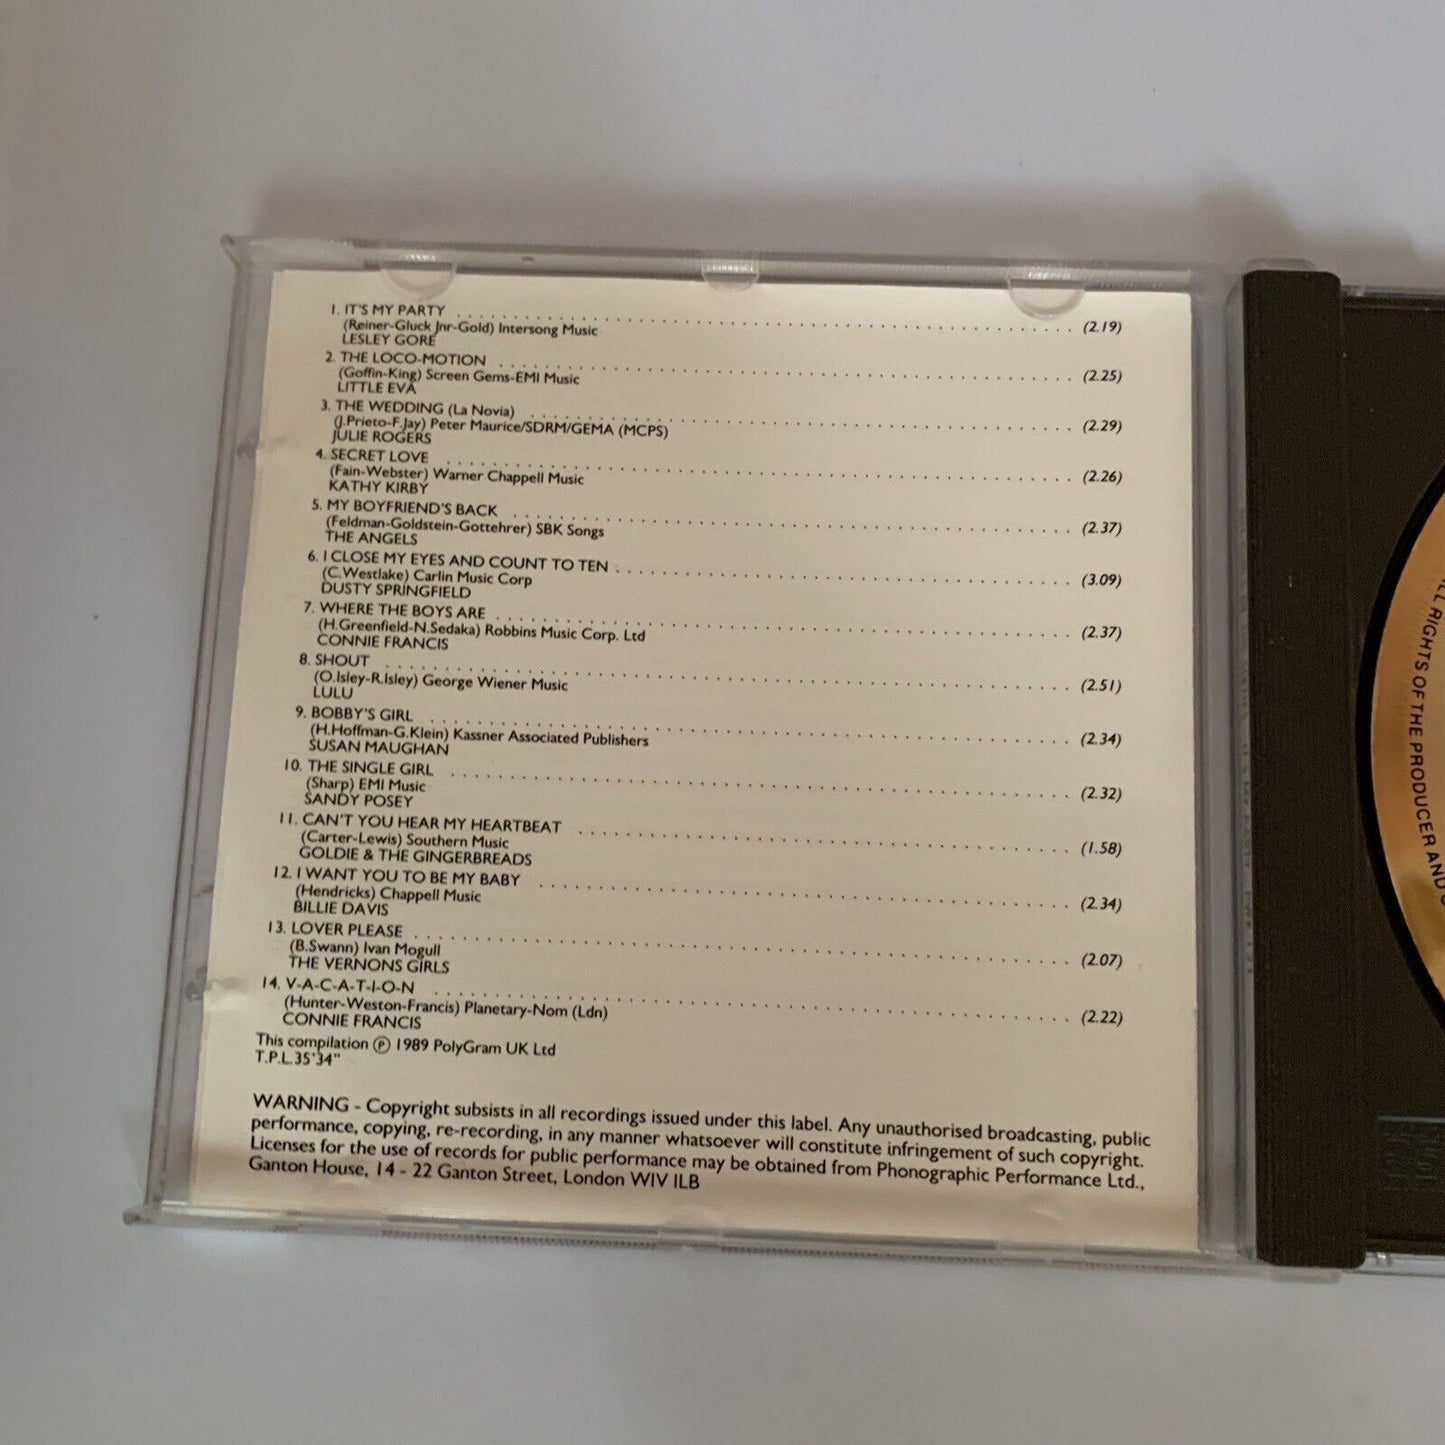 1. IT'S MY PARTY . . . . . . . . . . . . . . . . . . . . (2.19)
(Reiner-Gluck Jnr-Gold) Intersong Music
LESLEY GORE
2. THE LOCO-MOTION . . . . . . . . . . . . . . . . . . . . (2.25)
(Goffin-King) Screen Gems-EMI Music
LITTLE EVA
3. THE WEDDING (La Novia) . . . . . . . . . . . . . . . . . . . . (2.29)
(J.Prieto-F.Jay) Peter Maurice/SDRM/GEMA (MCPS)
JULIE ROGERS
4. SECRET LOVE . . . . . . . . . . . . . . . . . . . . (2.26)
(Fain-Webster) Warner Chappell Music
KATHY KIRBY
5. MY BOYFRIEND'S BACK . . . . . . . . . . . . . . . . . . . . (2.37)
(Feldman-Goldstein-Gottehrer) SBK Songs
THE ANGELS
6. I CLOSE MY EYES AND COUNT TO TEN . . . . . . . . . . . . . . . . . . . . (3.09)
(C.Westlake) Carlin Music Corp
DUSTY SPRINGFIELD
7. WHERE THE BOYS ARE . . . . . . . . . . . . . . . . . . . . (2.37)
(H.Greenfield-N.Sedaka) Robbins Music Corp. Ltd
CONNIE FRANCIS
8. SHOUT . . . . . . . . . . . . . . . . . . . . (2.51)
(O.Isley-R.Isley) George Wiener Music
LULU
9. BOBBY'S GIRL . . . . . . . . . . . . . . . . . . . . (2.34)
(H.Hoffman-G.Klein) Kassner Associated Publishers
SUSAN MAUGHAN
10. THE SINGLE GIRL . . . . . . . . . . . . . . . . . . . . (2.32)
(Sharp) EMI Music
SANDY POSEY
11. CAN'T YOU HEAR MY HEARTBEAT . . . . . . . . . . . . . . . . . . . . (1.58)
(Carter-Lewis) Southern Music
GOLDIE & THE GINGERBREADS
12. I WANT YOU TO BE MY BABY . . . . . . . . . . . . . . . . . . . . (2.34)
(Hendricks) Chappell Music
BILLIE DAVIS
13. LOVER PLEASE . . . . . . . . . . . . . . . . . . . . (2.07)
(B.Swann) Ivan Mogull
THE VERNONS GIRLS
14. V-A-C-A-T-I-O-N . . . . . . . . . . . . . . . . . . . . (2.22)
(Hunter-Weston-Francis) Planetary-Nom (Ldn)
CONNIE FRANCIS
This compilation ℗ 1989 PolyGram UK Ltd
T.P.L.35'34"
WARNING - Copyright subsists in all recordings issued under this label. Any unauthorised broadcasting, public
performance, copying, re-recording, in any manner whatsoever will constitute infringement of such copyright.
Licenses for the use of records for public performance may be obtained from Phonographic Performance Ltd.,
Ganton House, 14 - 22 Ganton Street, London WIV ILB
RIGHTS OF THE PRODUCER AND